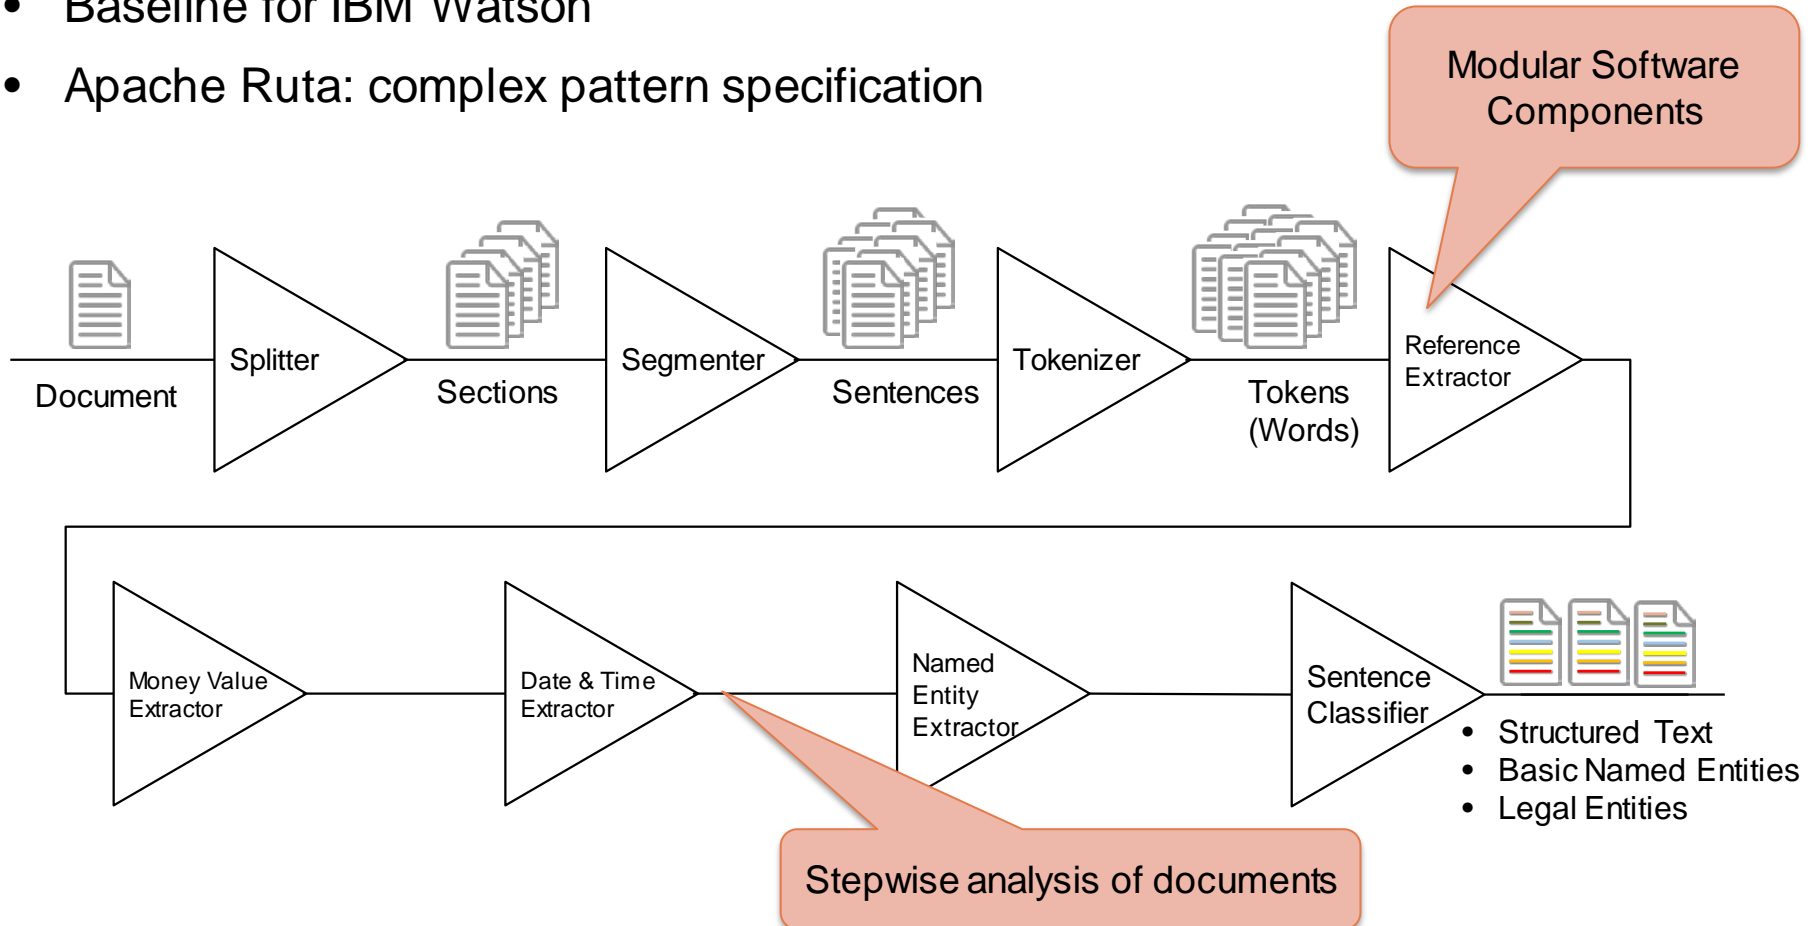 • Baseline for IBM Watson
• Apache Ruta: complex pattern specification
Modular Software
Components
Splitter
Segmenter
Tokenizer
Reference
Extractor
Document
Sections
Sentences
Tokens
(Words)
Money Value
Extractor
Date & Time
Extractor
Named
Entity
Extractor
Sentence
Classifier
• Structured Text
• Basic Named Entities
• Legal Entities
Stepwise analysis of documents